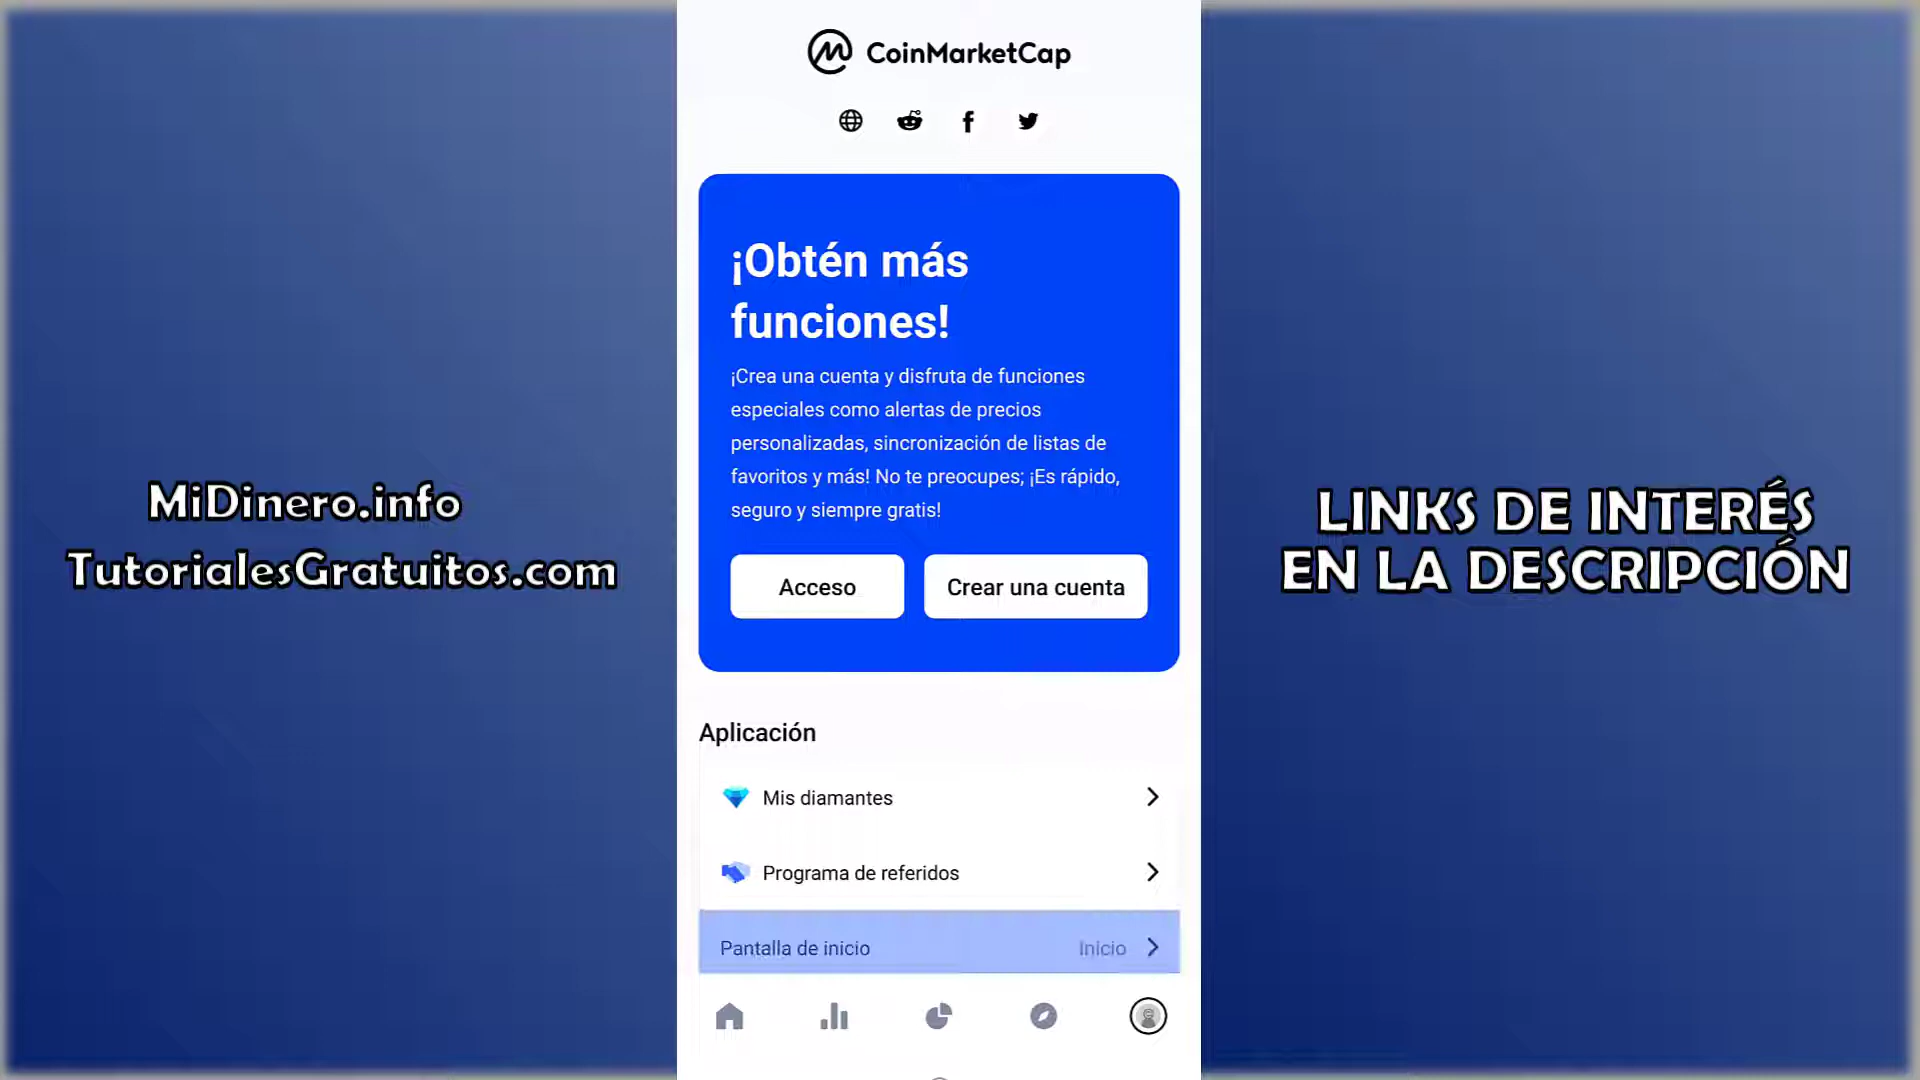 CoinMarketCap
¡Obtén más
funciones!
¡Crea una cuenta y disfruta de funciones
especiales como alertas de precios
personalizadas, sincronización de listas de
favoritos y más! No te preocupes; ¡Es rápido,
seguro y siempre gratis!
Acceso
Crear una cuenta
Aplicación
Mis diamantes
Programa de referidos
Pantalla de inicio
Inicio
MiDinero.info
TutorialesGratuitos.com
LINKS DE INTERÉS
EN LA DESCRIPCIÓN